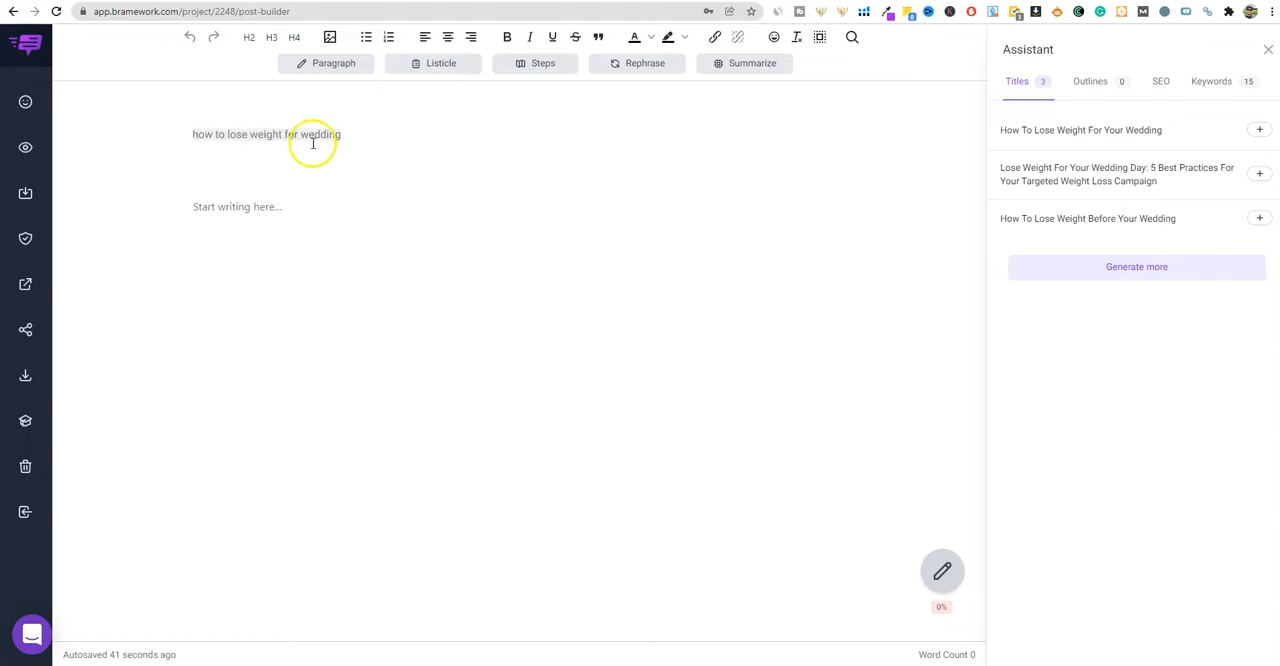 app.bramework.com/project/2248/post-builder
H2 H3 H4
B I U S A
Paragraph Listicle Steps Rephrase Summarize
how to lose weight for wedding
Start writing here...
0%
Autosaved 41 seconds ago
Word Count 0
Assistant
Titles 3 Outlines 0 SEO Keywords 15
How To Lose Weight For Your Wedding
Lose Weight For Your Wedding Day: 5 Best Practices For
Your Targeted Weight Loss Campaign
How To Lose Weight Before Your Wedding
Generate more